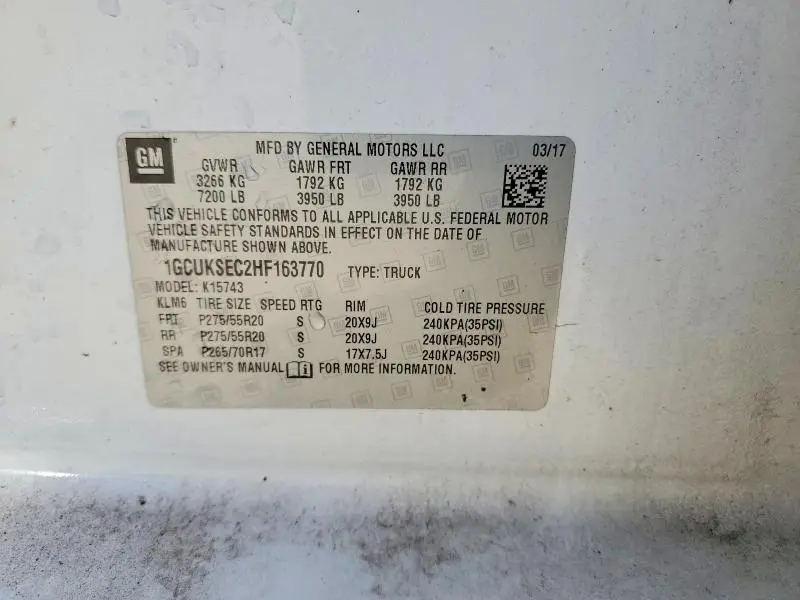 GM
MFD BY GENERAL MOTORS LLC 03/17
GVWR GAWR FRT GAWR RR
3266 KG 1792 KG 1792 KG
7200 LB 3950 LB 3950 LB
THIS VEHICLE CONFORMS TO ALL APPLICABLE U.S. FEDERAL MOTOR
VEHICLE SAFETY STANDARDS IN EFFECT ON THE DATE OF
MANUFACTURE SHOWN ABOVE.
1GCUKSEC2HF163770 TYPE: TRUCK
MODEL: K15743
KLM6 TIRE SIZE SPEED RTG RIM COLD TIRE PRESSURE
FRT P275/55R20 S 20X9J 240KPA(35PSI)
RR P275/55R20 S 20X9J 240KPA(35PSI)
SPA P265/70R17 S 17X7.5J 240KPA(35PSI)
SEE OWNER'S MANUAL FOR MORE INFORMATION.